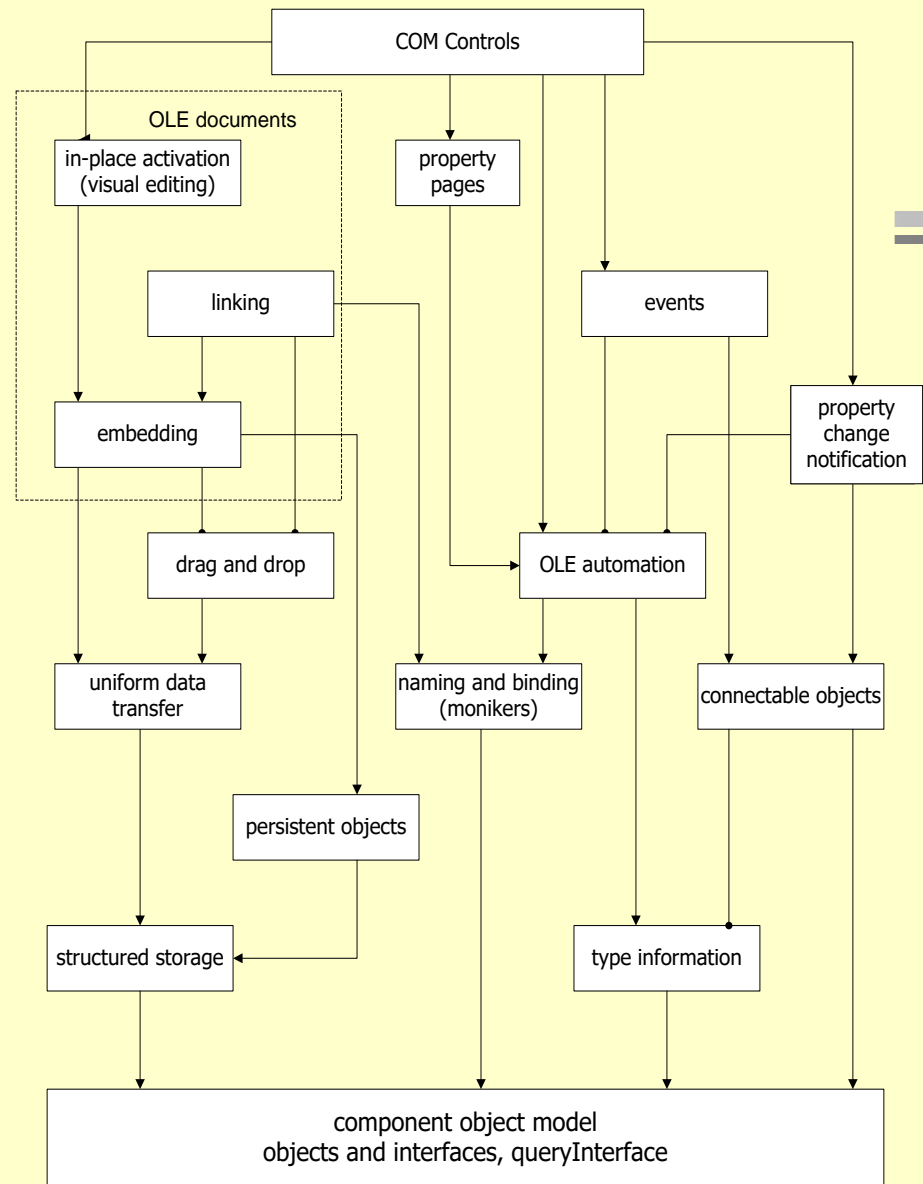 COM Controls
OLE documents
in-place activation
(visual editing)
property
pages
linking
events
embedding
property
change
notification
drag and drop
OLE automation
uniform data
transfer
naming and binding
(monikers)
connectable objects
persistent objects
structured storage
type information
component object model
objects and interfaces, queryInterface